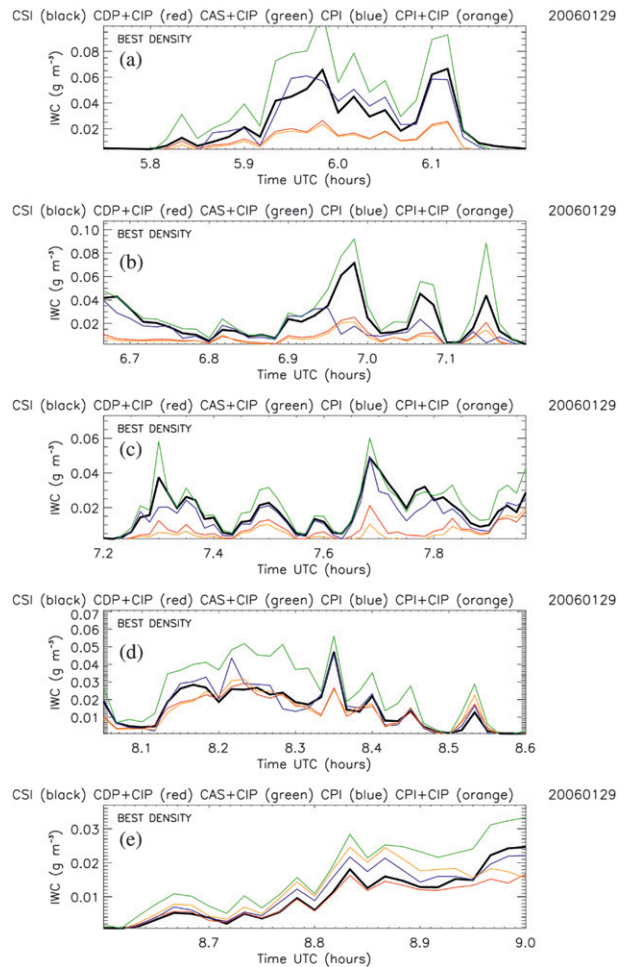 CSI (black) CDP+CIP (red) CAS+CIP (green) CPI (blue) CPI+CIP (orange) 20060129
BEST DENSITY
(a)
IWC (g m⁻³)
0.08
0.06
0.04
0.02
5.8 5.9 6.0 6.1
Time UTC (hours)
CSI (black) CDP+CIP (red) CAS+CIP (green) CPI (blue) CPI+CIP (orange) 20060129
BEST DENSITY
(b)
IWC (g m⁻³)
0.10
0.08
0.06
0.04
0.02
6.7 6.8 6.9 7.0 7.1
Time UTC (hours)
CSI (black) CDP+CIP (red) CAS+CIP (green) CPI (blue) CPI+CIP (orange) 20060129
BEST DENSITY
(c)
IWC (g m⁻³)
0.06
0.04
0.02
7.2 7.4 7.6 7.8
Time UTC (hours)
CSI (black) CDP+CIP (red) CAS+CIP (green) CPI (blue) CPI+CIP (orange) 20060129
BEST DENSITY
(d)
IWC (g m⁻³)
0.07
0.06
0.05
0.04
0.03
0.02
0.01
8.1 8.2 8.3 8.4 8.5 8.6
Time UTC (hours)
CSI (black) CDP+CIP (red) CAS+CIP (green) CPI (blue) CPI+CIP (orange) 20060129
BEST DENSITY
(e)
IWC (g m⁻³)
0.03
0.02
0.01
8.7 8.8 8.9 9.0
Time UTC (hours)